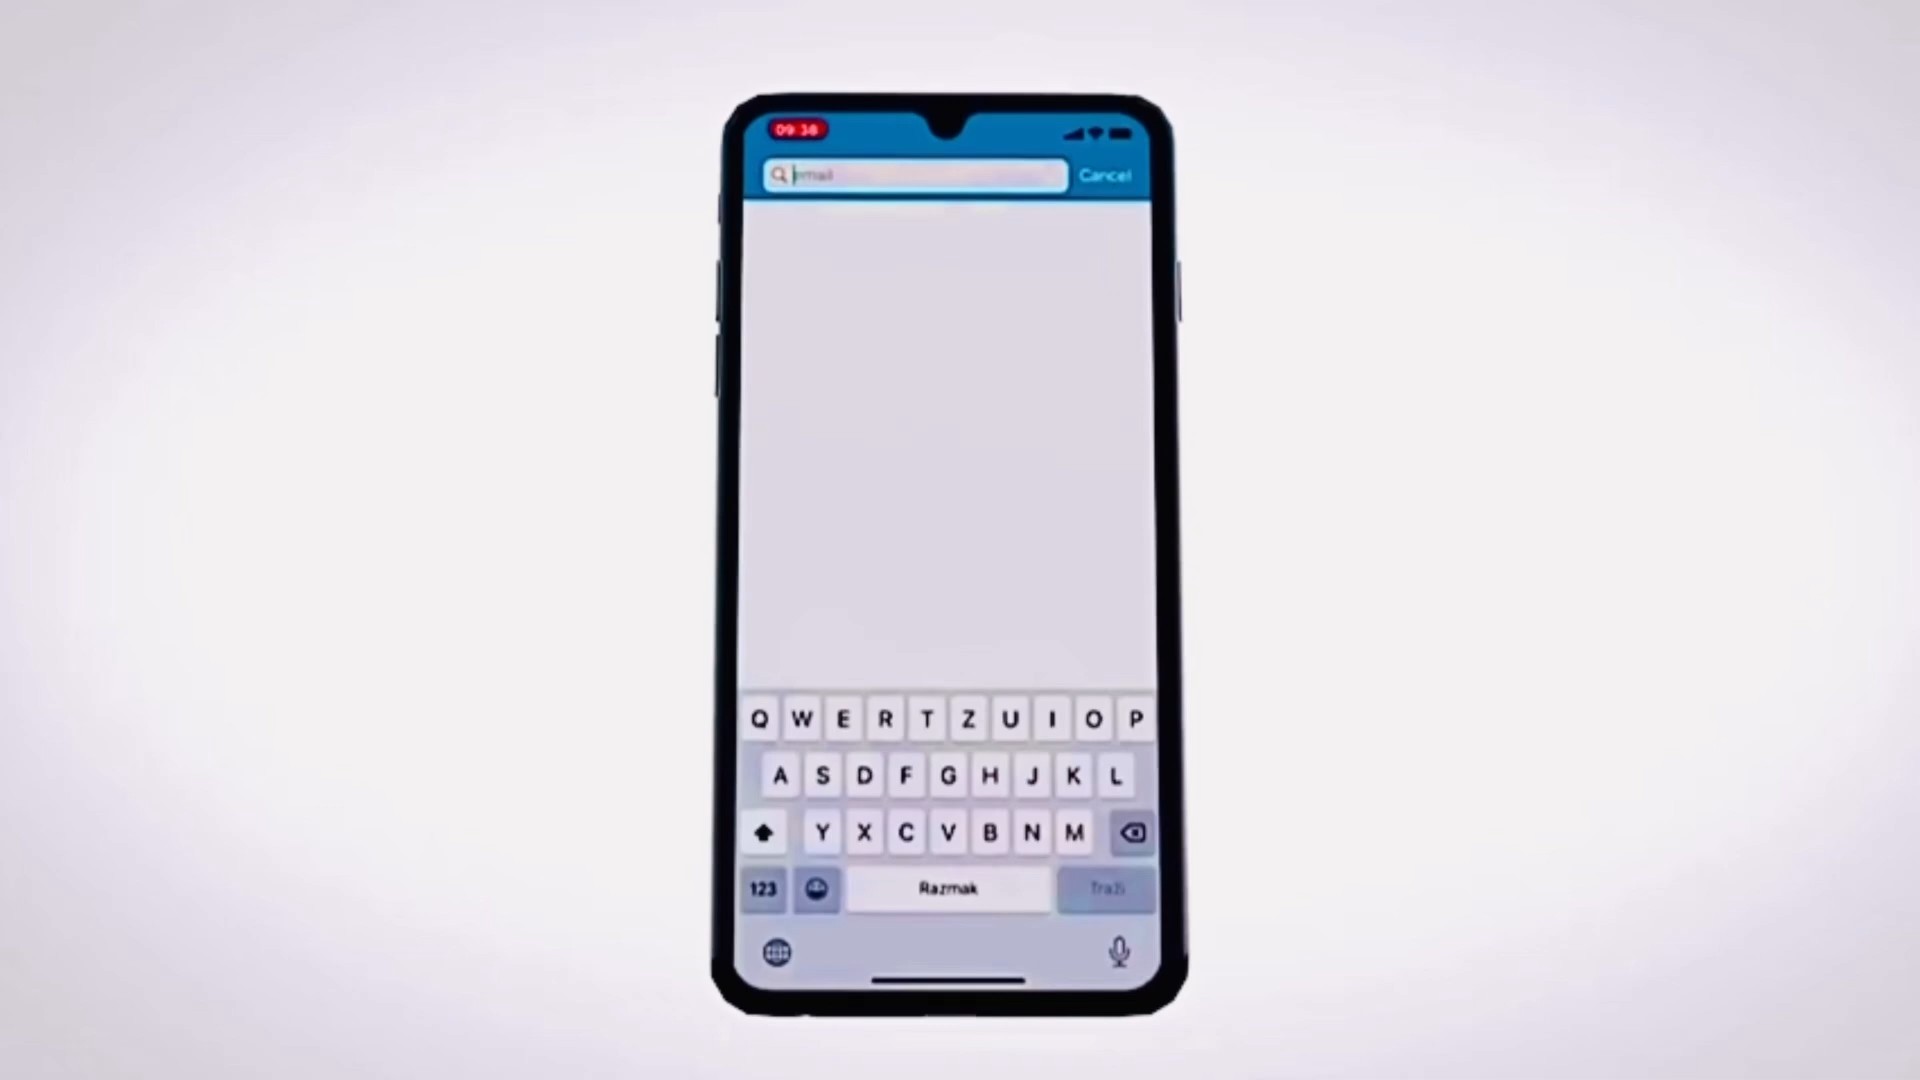 09 38
email
Cancel
Q W E R T Z U I O P
A S D F G H J K L
Y X C V B N M
123
Razmak
Traži